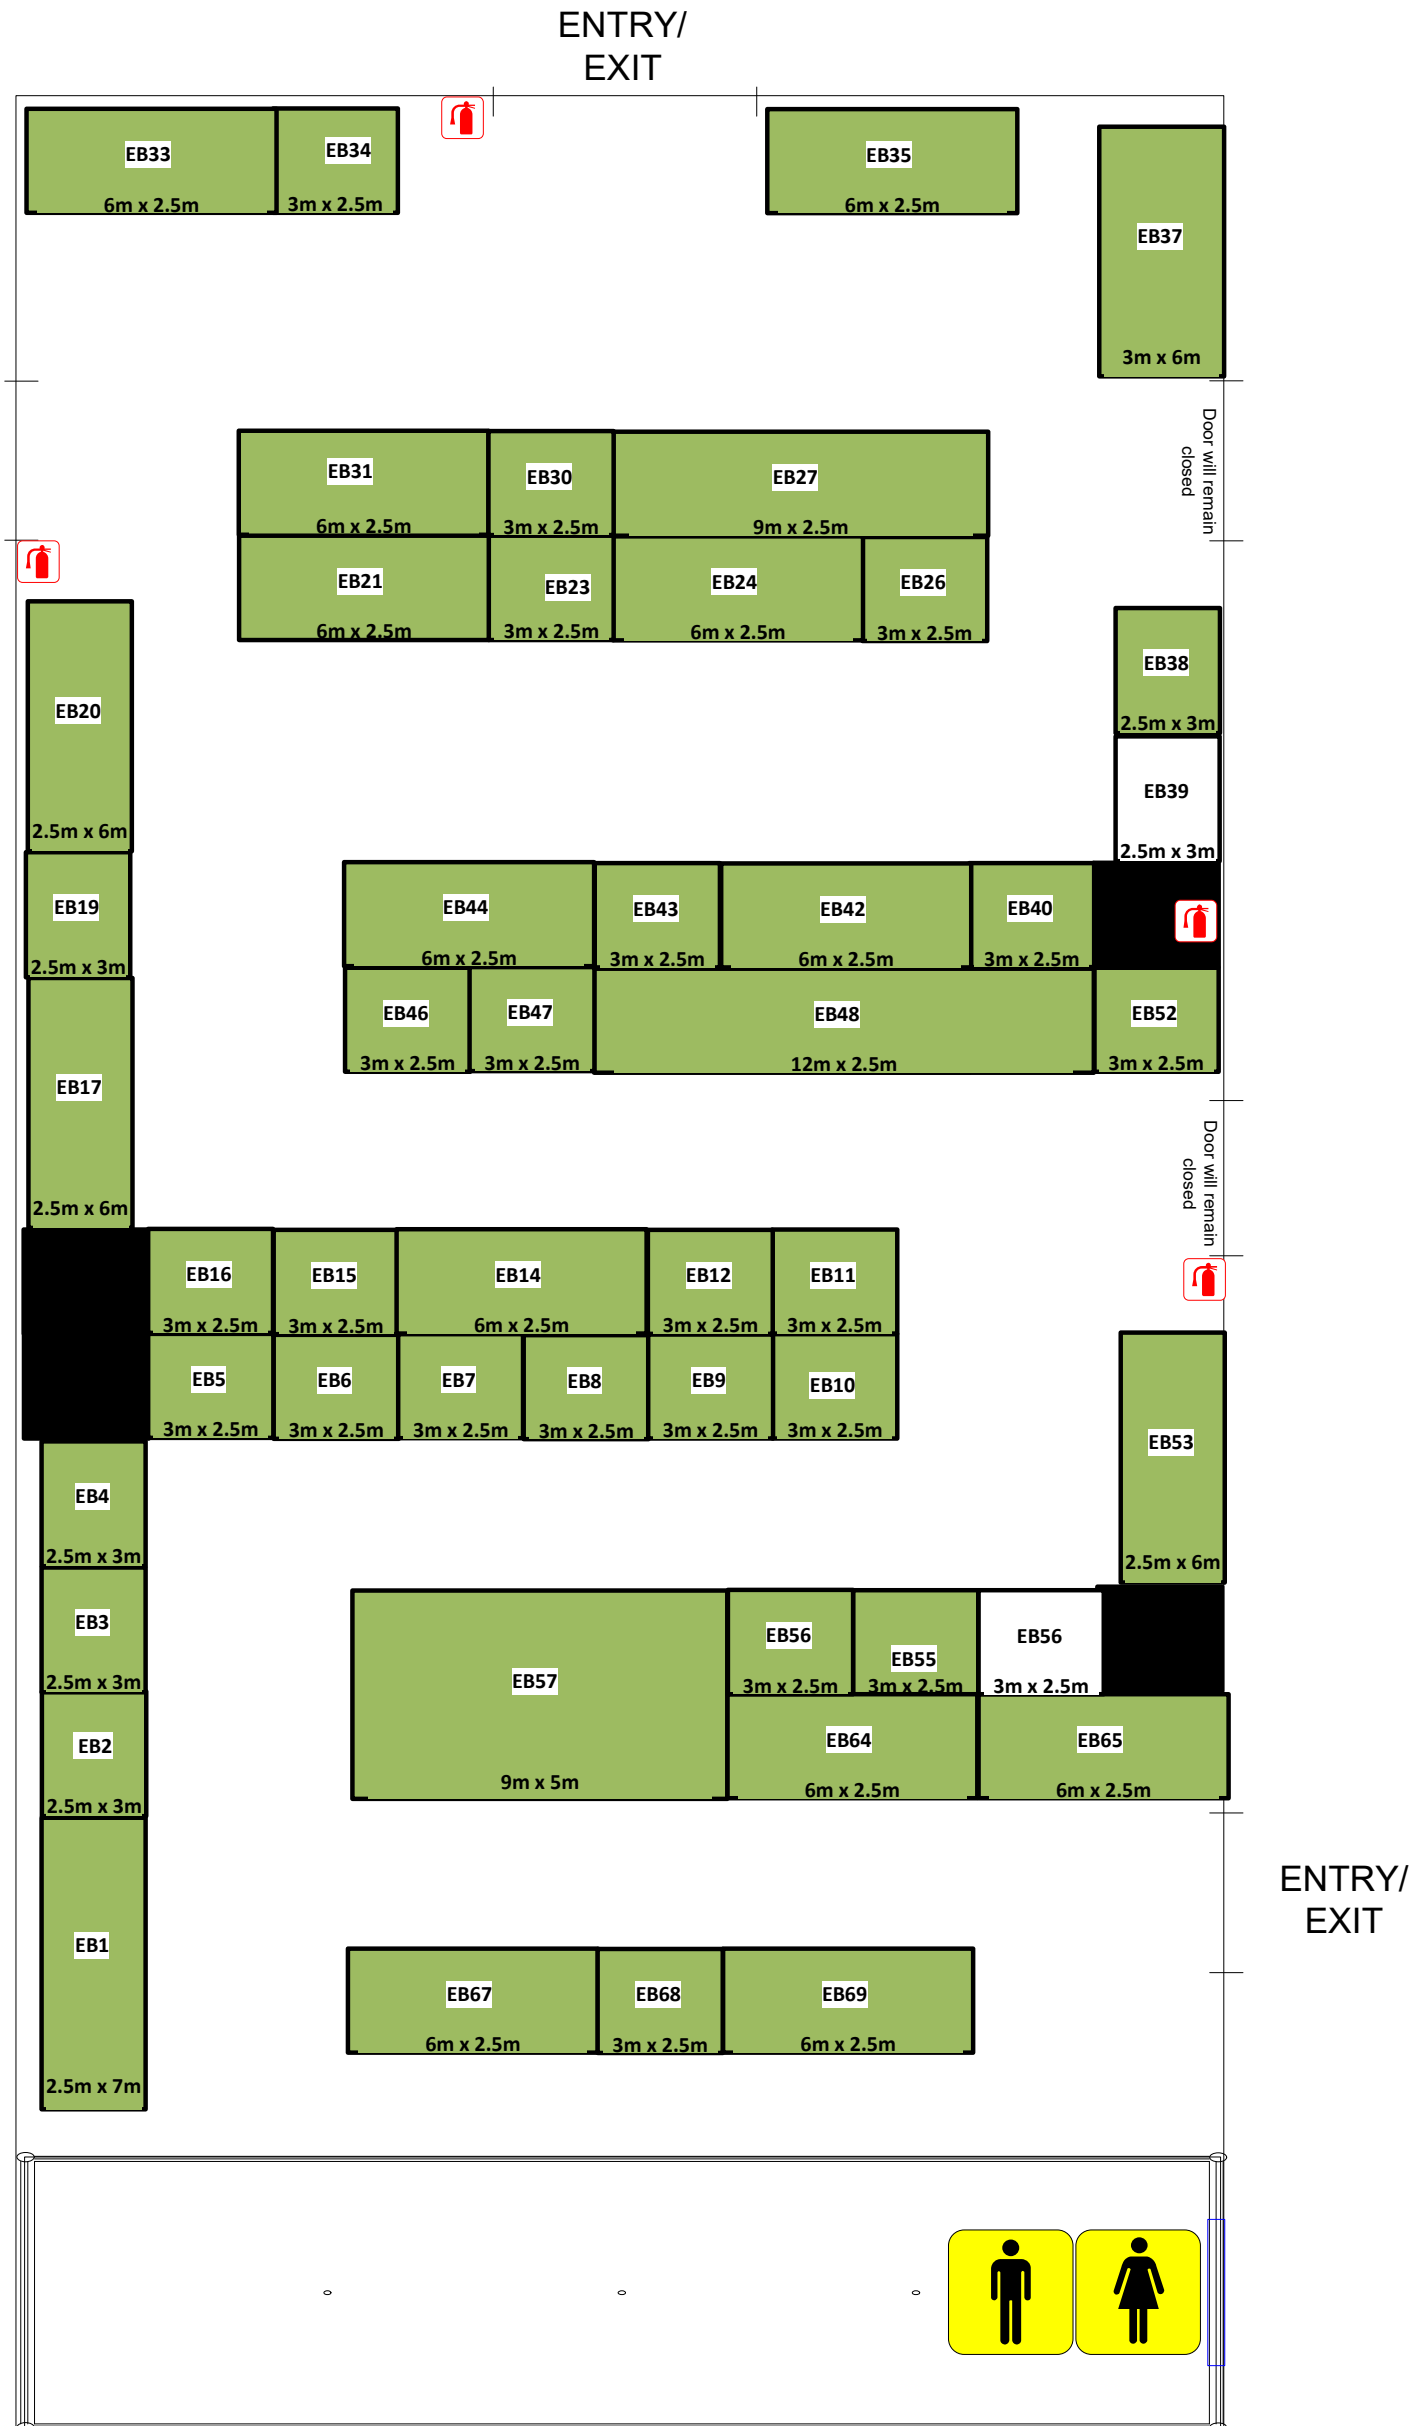 ENTRY/
EXIT
EB33
6m x 2.5m
EB34
3m x 2.5m
EB35
6m x 2.5m
EB37
3m x 6m
Door will remain
closed
EB31
6m x 2.5m
EB30
3m x 2.5m
EB27
9m x 2.5m
EB21
6m x 2.5m
EB23
3m x 2.5m
EB24
6m x 2.5m
EB26
3m x 2.5m
EB38
2.5m x 3m
EB20
2.5m x 6m
EB39
2.5m x 3m
EB19
2.5m x 3m
EB44
6m x 2.5m
EB43
3m x 2.5m
EB42
6m x 2.5m
EB40
3m x 2.5m
EB46
3m x 2.5m
EB47
3m x 2.5m
EB48
12m x 2.5m
EB52
3m x 2.5m
EB17
2.5m x 6m
Door will remain
closed
EB16
3m x 2.5m
EB15
3m x 2.5m
EB14
6m x 2.5m
EB12
3m x 2.5m
EB11
3m x 2.5m
EB5
3m x 2.5m
EB6
3m x 2.5m
EB7
3m x 2.5m
EB8
3m x 2.5m
EB9
3m x 2.5m
EB10
3m x 2.5m
EB53
2.5m x 6m
EB4
2.5m x 3m
EB3
2.5m x 3m
EB57
9m x 5m
EB56
3m x 2.5m
EB55
3m x 2.5m
EB56
3m x 2.5m
EB2
2.5m x 3m
EB64
6m x 2.5m
EB65
6m x 2.5m
ENTRY/
EXIT
EB1
2.5m x 7m
EB67
6m x 2.5m
EB68
3m x 2.5m
EB69
6m x 2.5m